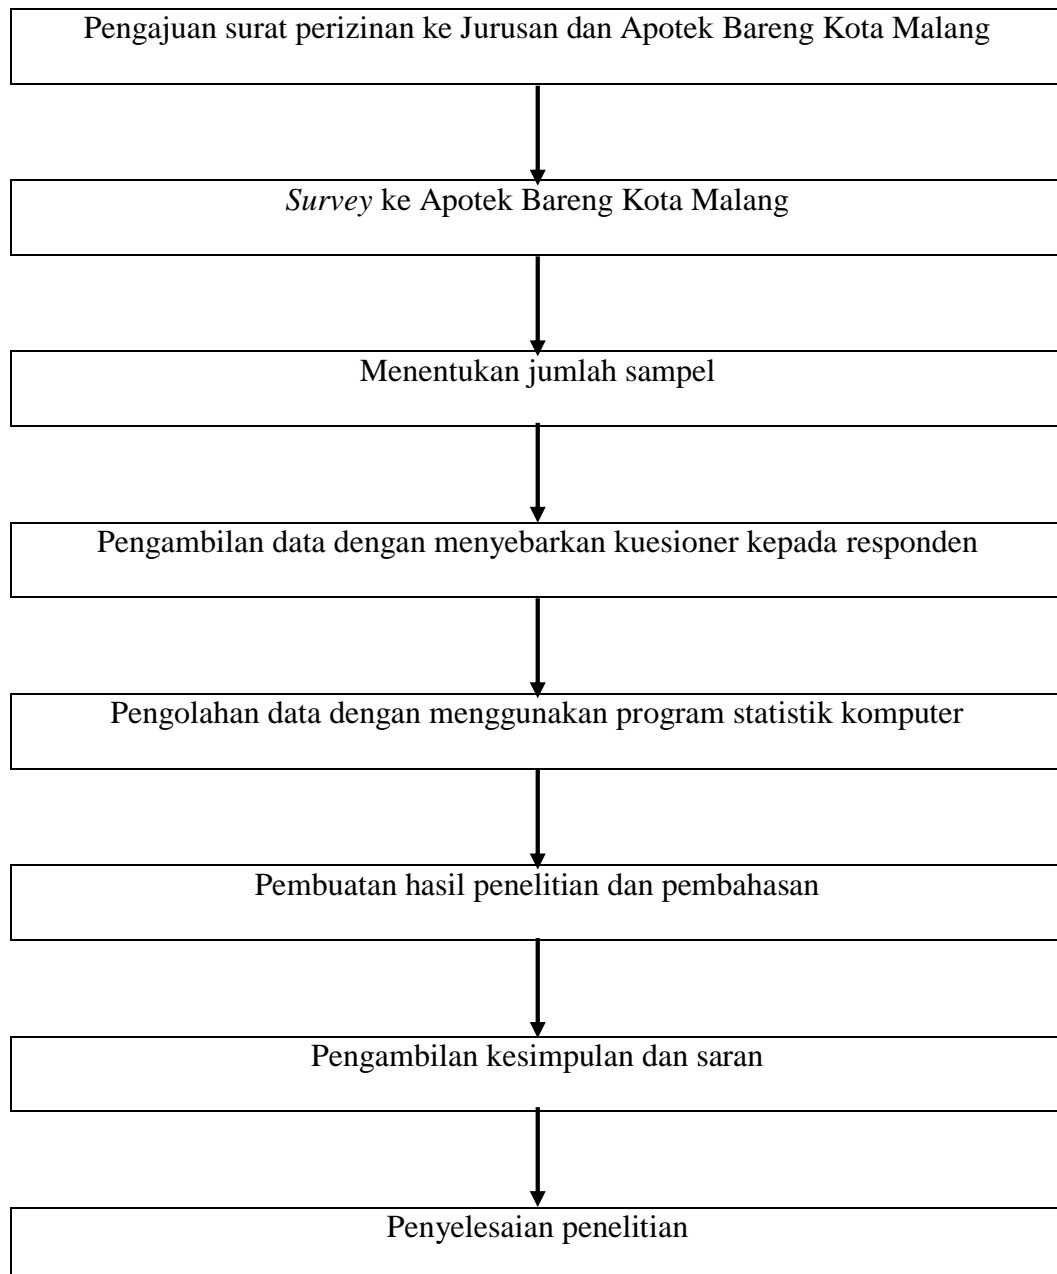 Pengajuan surat perizinan ke Jurusan dan Apotek Bareng Kota Malang
Survey ke Apotek Bareng Kota Malang
Menentukan jumlah sampel
Pengambilan data dengan menyebarkan kuesioner kepada responden
Pengolahan data dengan menggunakan program statistik komputer
Pembuatan hasil penelitian dan pembahasan
Pengambilan kesimpulan dan saran
Penyelesaian penelitian